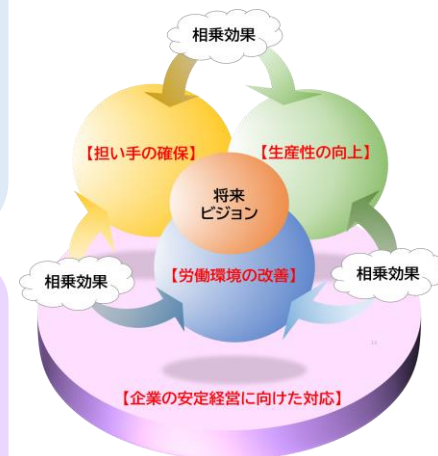 相乗効果
【担い手の確保】
【生産性の向上】
将来
ビジョン
相乗効果
【労働環境の改善】
相乗効果
【企業の安定経営に向けた対応】